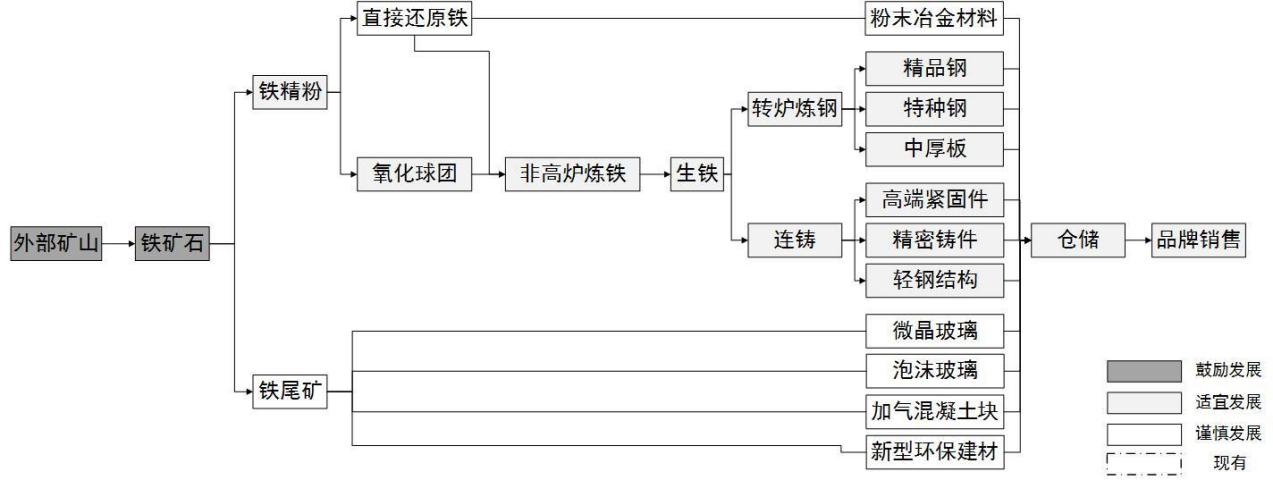 直接还原铁
粉末冶金材料
精品钢
铁精粉
转炉炼钢
特种钢
中厚板
氧化球团
非高炉炼铁
生铁
高端紧固件
外部矿山
铁矿石
连铸
精密铸件
仓储
品牌销售
轻钢结构
微晶玻璃
泡沫玻璃
鼓励发展
铁尾矿
适宜发展
加气混凝土块
谨慎发展
新型环保建材
现有